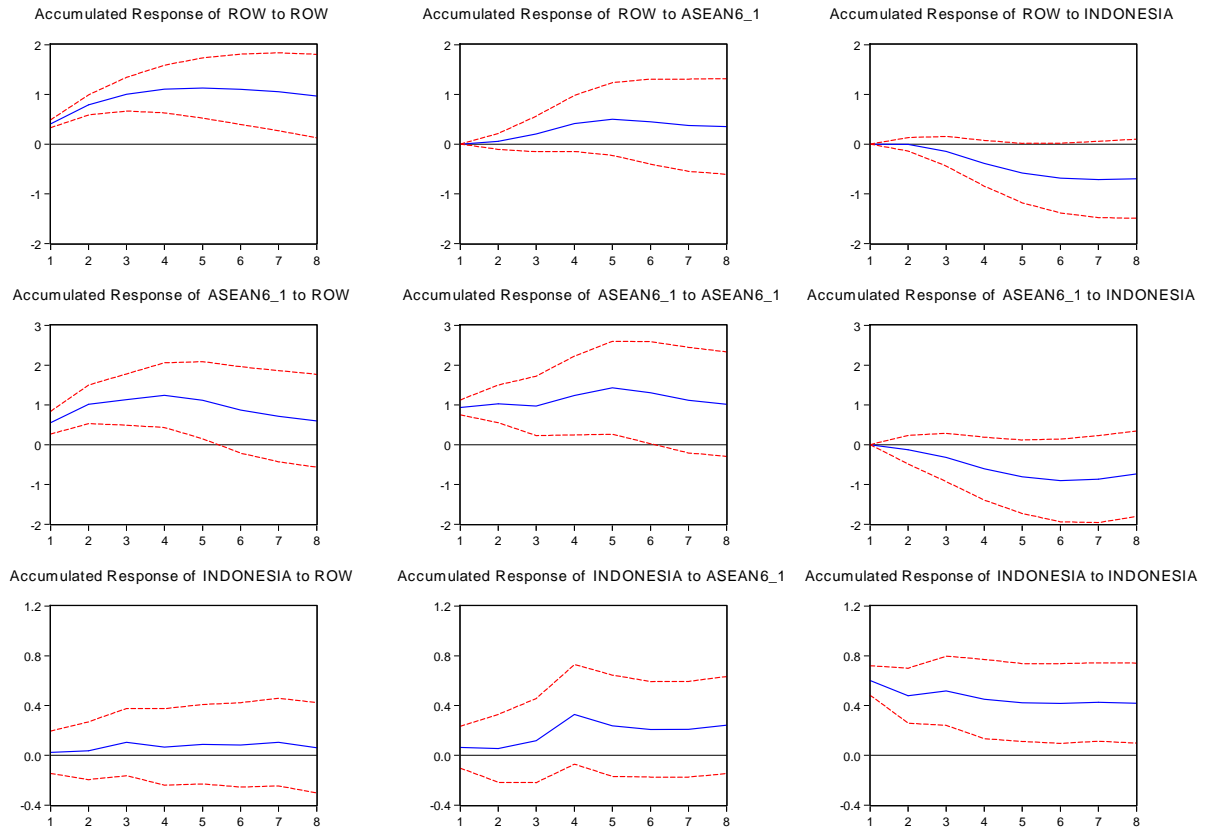 Accumulated Response of ROW to ROW
2
1
0
-1
-2
1 2 3 4 5 6 7 8
Accumulated Response of ROW to ASEAN6_1
2
1
0
-1
-2
1 2 3 4 5 6 7 8
Accumulated Response of ROW to INDONESIA
2
1
0
-1
-2
1 2 3 4 5 6 7 8
Accumulated Response of ASEAN6_1 to ROW
3
2
1
0
-1
-2
1 2 3 4 5 6 7 8
Accumulated Response of ASEAN6_1 to ASEAN6_1
3
2
1
0
-1
-2
1 2 3 4 5 6 7 8
Accumulated Response of ASEAN6_1 to INDONESIA
3
2
1
0
-1
-2
1 2 3 4 5 6 7 8
Accumulated Response of INDONESIA to ROW
1.2
0.8
0.4
0.0
-0.4
1 2 3 4 5 6 7 8
Accumulated Response of INDONESIA to ASEAN6_1
1.2
0.8
0.4
0.0
-0.4
1 2 3 4 5 6 7 8
Accumulated Response of INDONESIA to INDONESIA
1.2
0.8
0.4
0.0
-0.4
1 2 3 4 5 6 7 8